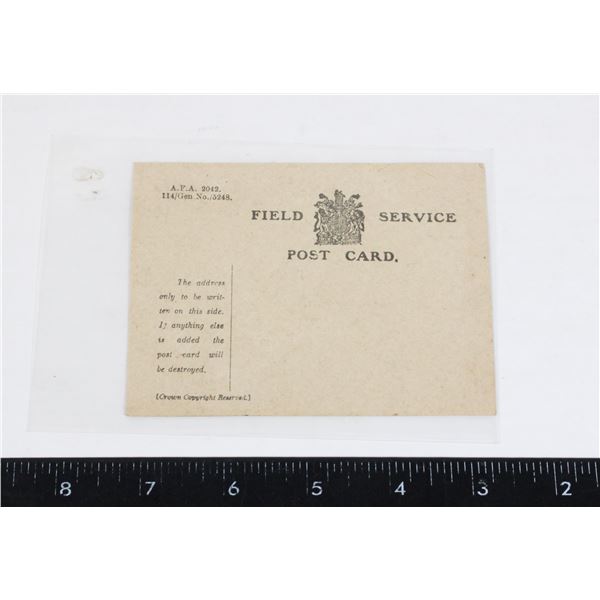 A.F.A. 2042.
114/Gen No./5248.
FIELD SERVICE
POST CARD.
The address
only to be writ-
ten on this side.
If anything else
is added the
post card will
be destroyed.
[Crown Copyright Reserved.]
8 7 6 5 4 3 2